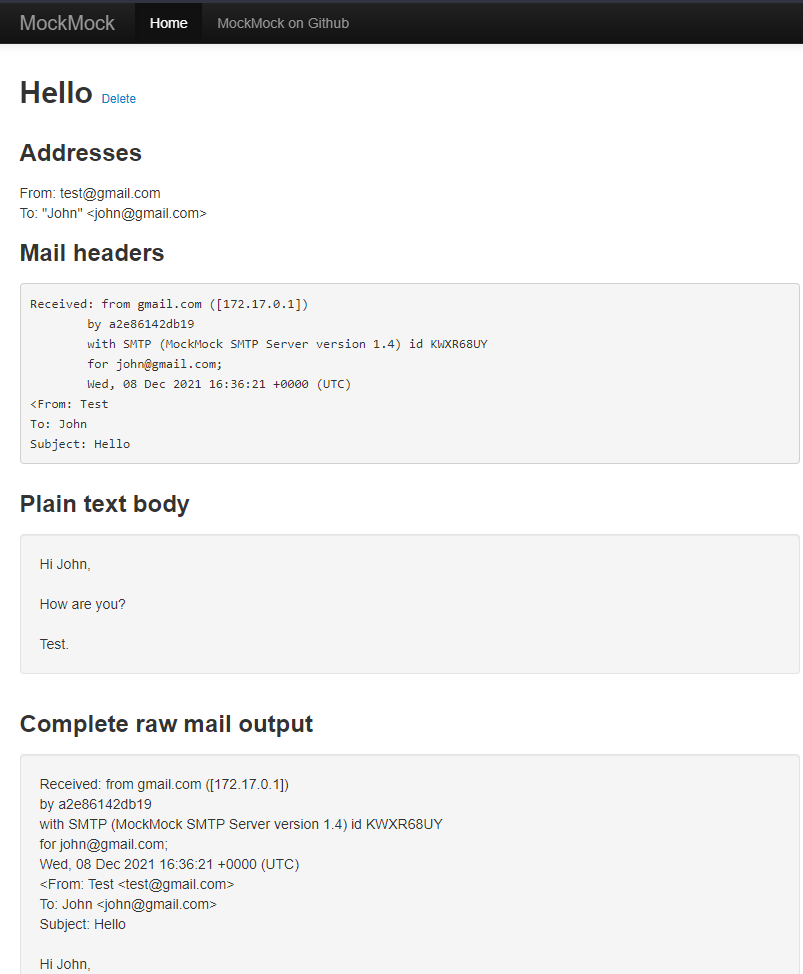 MockMock Home MockMock on Github
Hello Delete
Addresses
From: test@gmail.com
To: "John" <john@gmail.com>
Mail headers
Received: from gmail.com ([172.17.0.1])
by a2e86142db19
with SMTP (MockMock SMTP Server version 1.4) id KWXR68UY
for john@gmail.com;
Wed, 08 Dec 2021 16:36:21 +0000 (UTC)
<From: Test
To: John
Subject: Hello
Plain text body
Hi John,
How are you?
Test.
Complete raw mail output
Received: from gmail.com ([172.17.0.1])
by a2e86142db19
with SMTP (MockMock SMTP Server version 1.4) id KWXR68UY
for john@gmail.com;
Wed, 08 Dec 2021 16:36:21 +0000 (UTC)
<From: Test <test@gmail.com>
To: John <john@gmail.com>
Subject: Hello
Hi John,